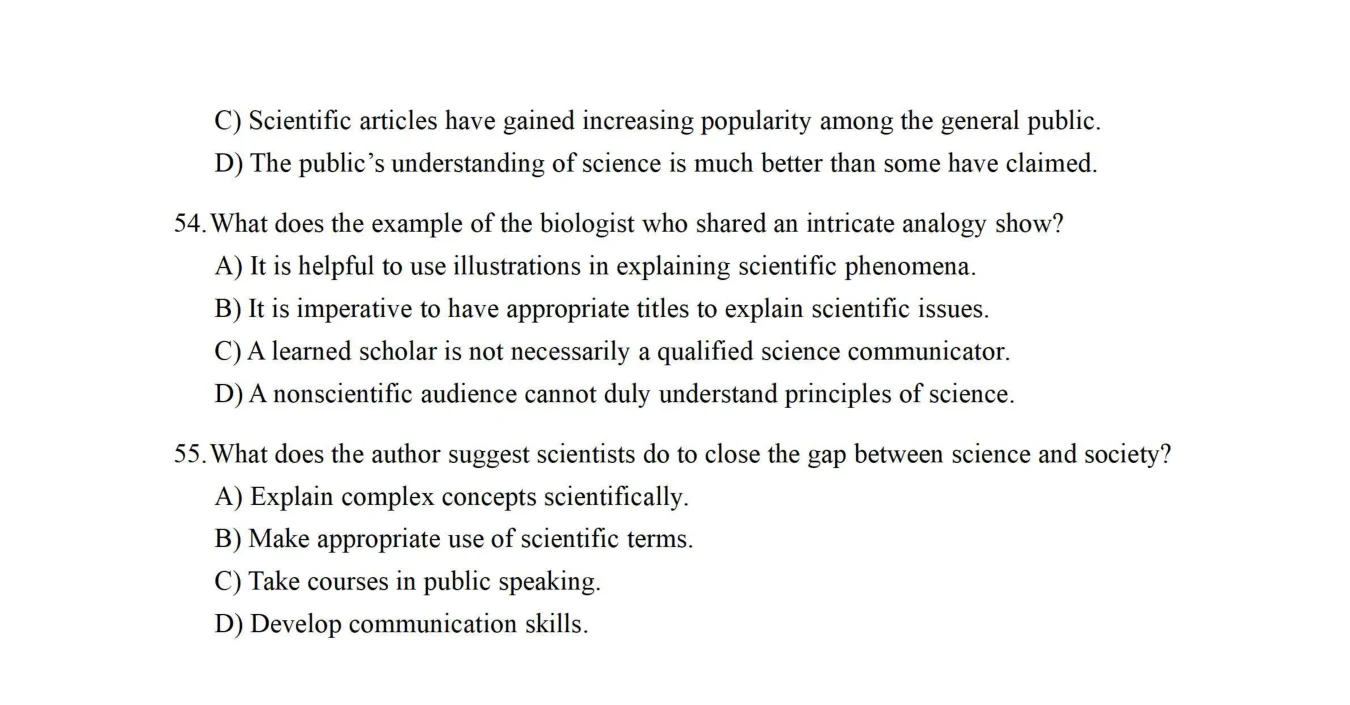 C) Scientific articles have gained increasing popularity among the general public.
D) The public’s understanding of science is much better than some have claimed.
54. What does the example of the biologist who shared an intricate analogy show?
A) It is helpful to use illustrations in explaining scientific phenomena.
B) It is imperative to have appropriate titles to explain scientific issues.
C) A learned scholar is not necessarily a qualified science communicator.
D) A nonscientific audience cannot duly understand principles of science.
55. What does the author suggest scientists do to close the gap between science and society?
A) Explain complex concepts scientifically.
B) Make appropriate use of scientific terms.
C) Take courses in public speaking.
D) Develop communication skills.